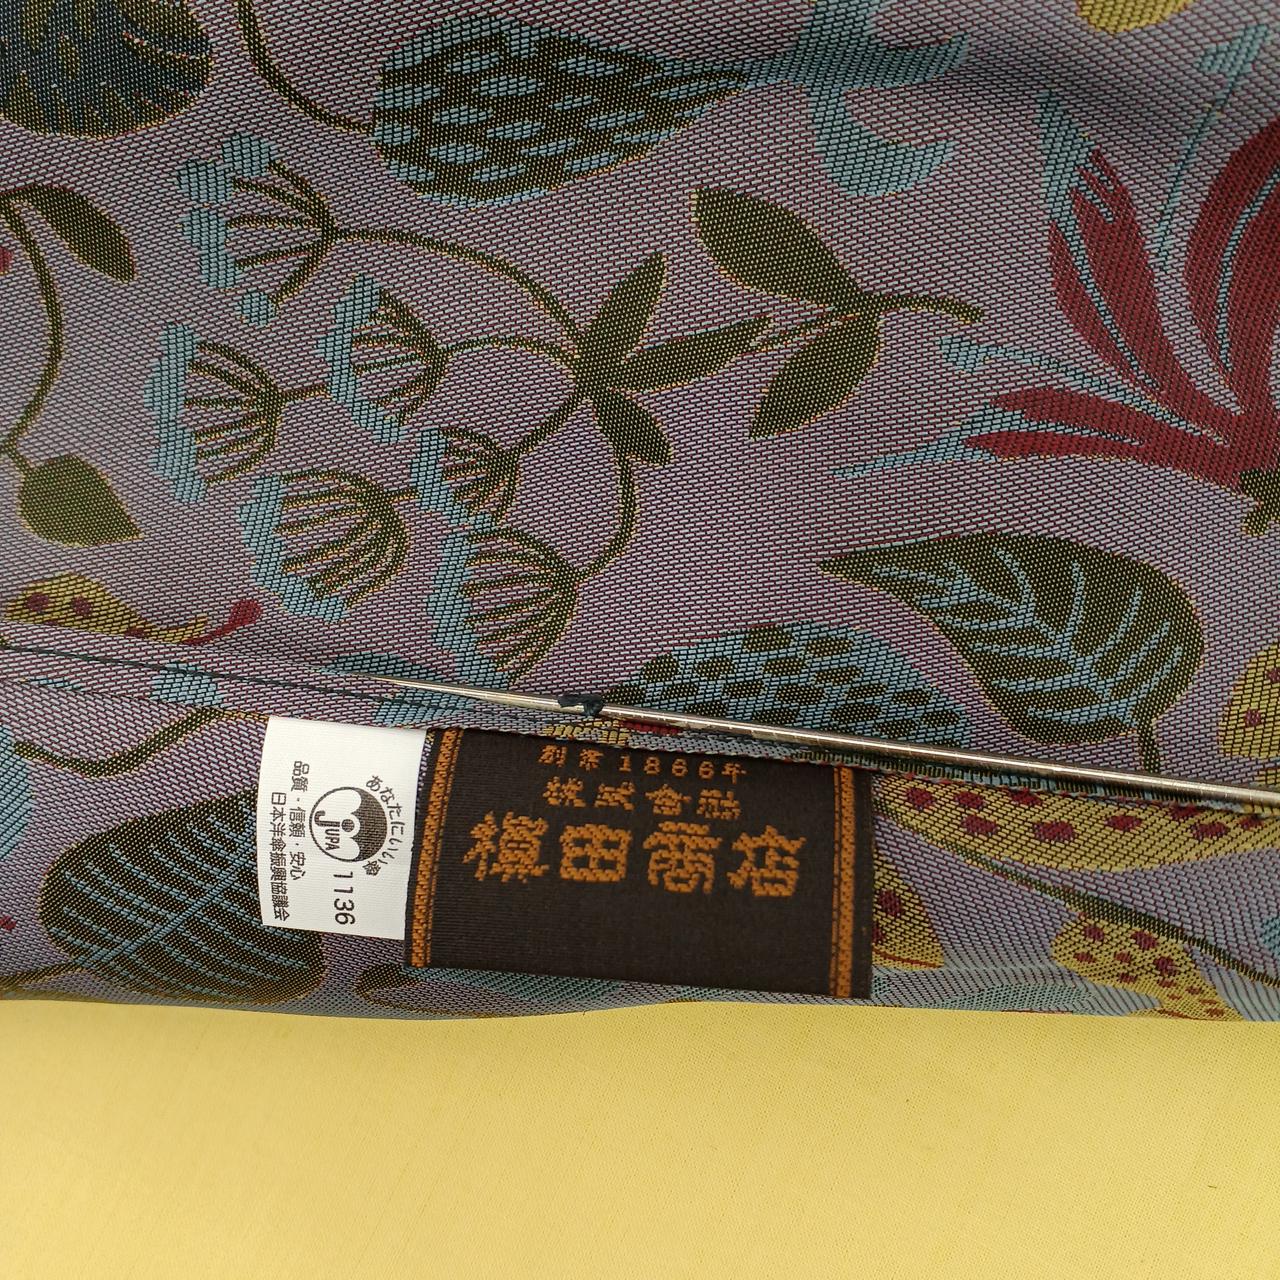 あなたにいい傘
JUPA
1136
品質・信頼・安心
日本洋傘振興協議会
創業1866年
株式会社
槙田商店